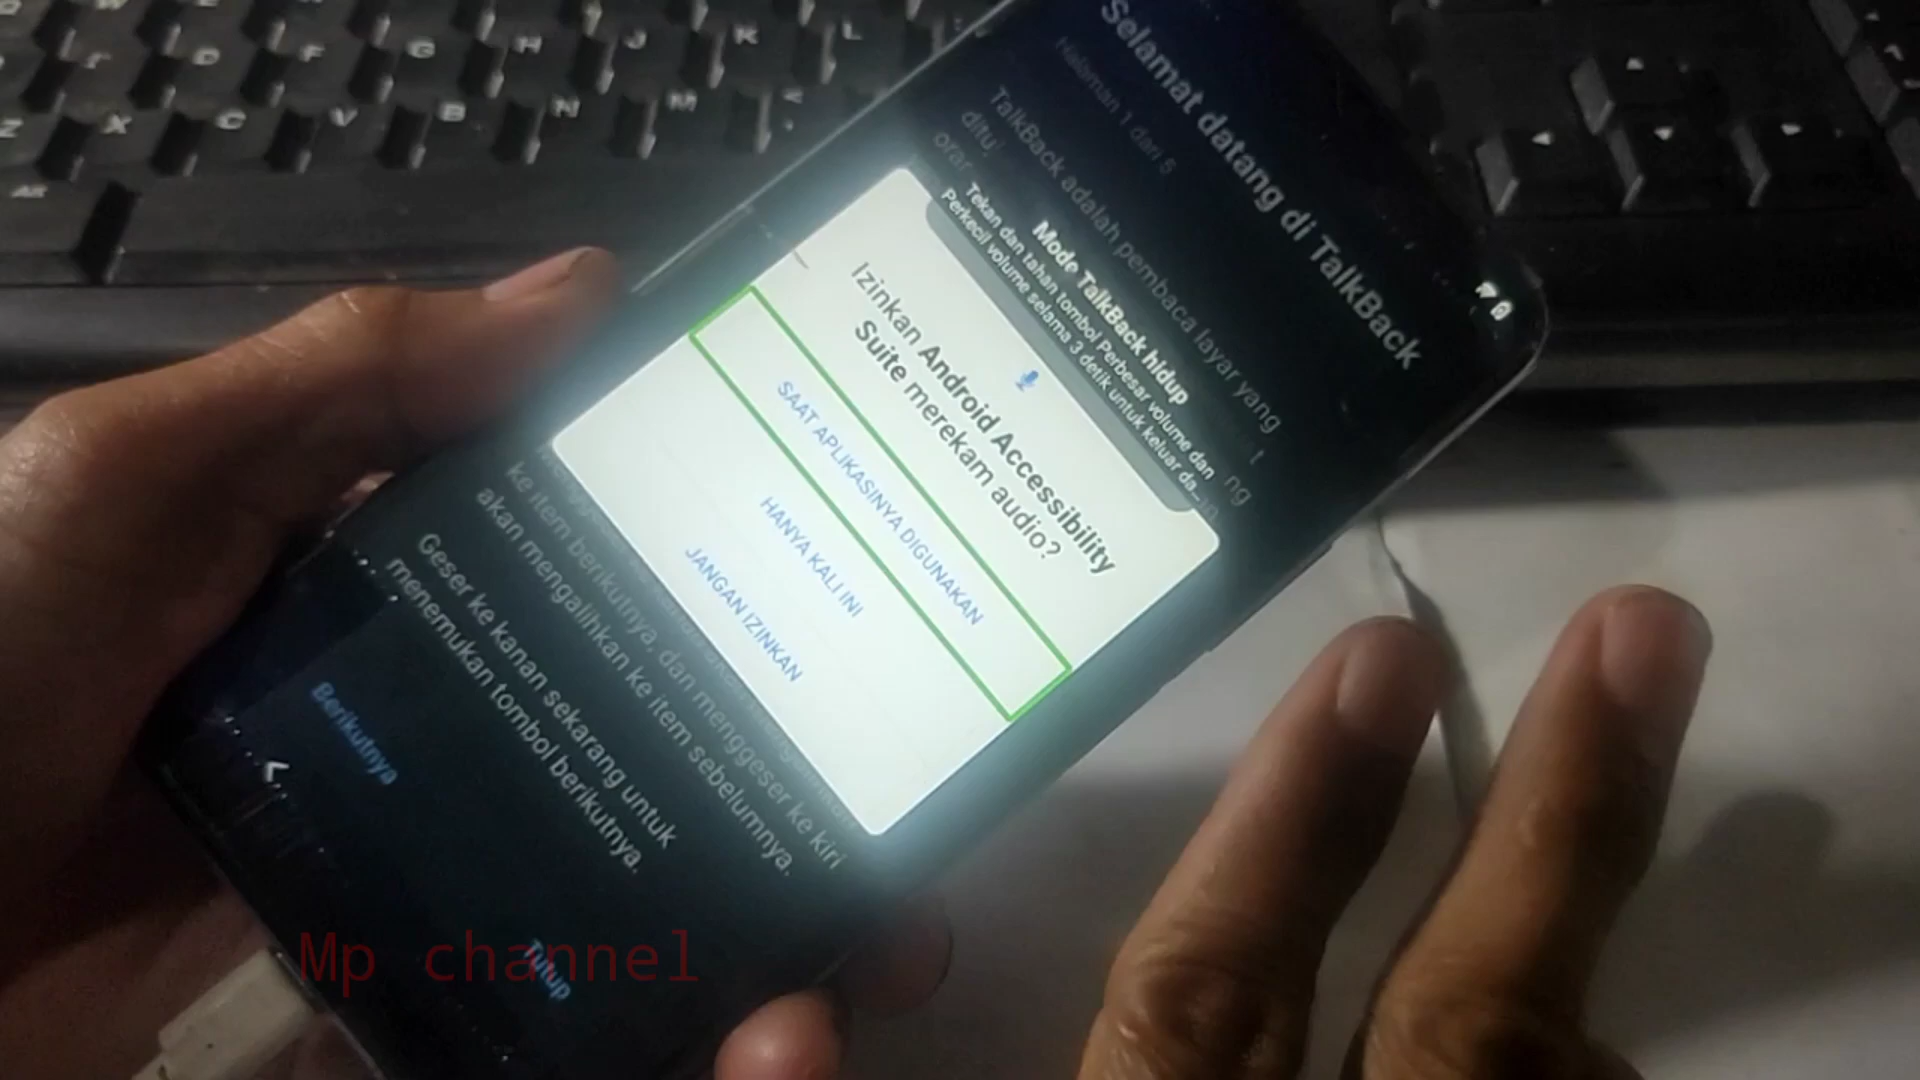 Selamat datang di TalkBack
Halaman 1 dari 5
TalkBack adalah pembaca layar yang
Mode TalkBack hidup
Tekan dan tahan tombol Perbesar volume dan
Perkecil volume selama 3 detik untuk keluar da...
Izinkan Android Accessibility
Suite merekam audio?
SAAT APLIKASINYA DIGUNAKAN
HANYA KALI INI
JANGAN IZINKAN
ke item berikutnya, dan menggeser ke kiri
akan mengalihkan ke item sebelumnya.
Geser ke kanan sekarang untuk
menemukan tombol berikutnya.
Berikutnya
Tutup
Mp channel
F G H J K L
Z X C V B N M